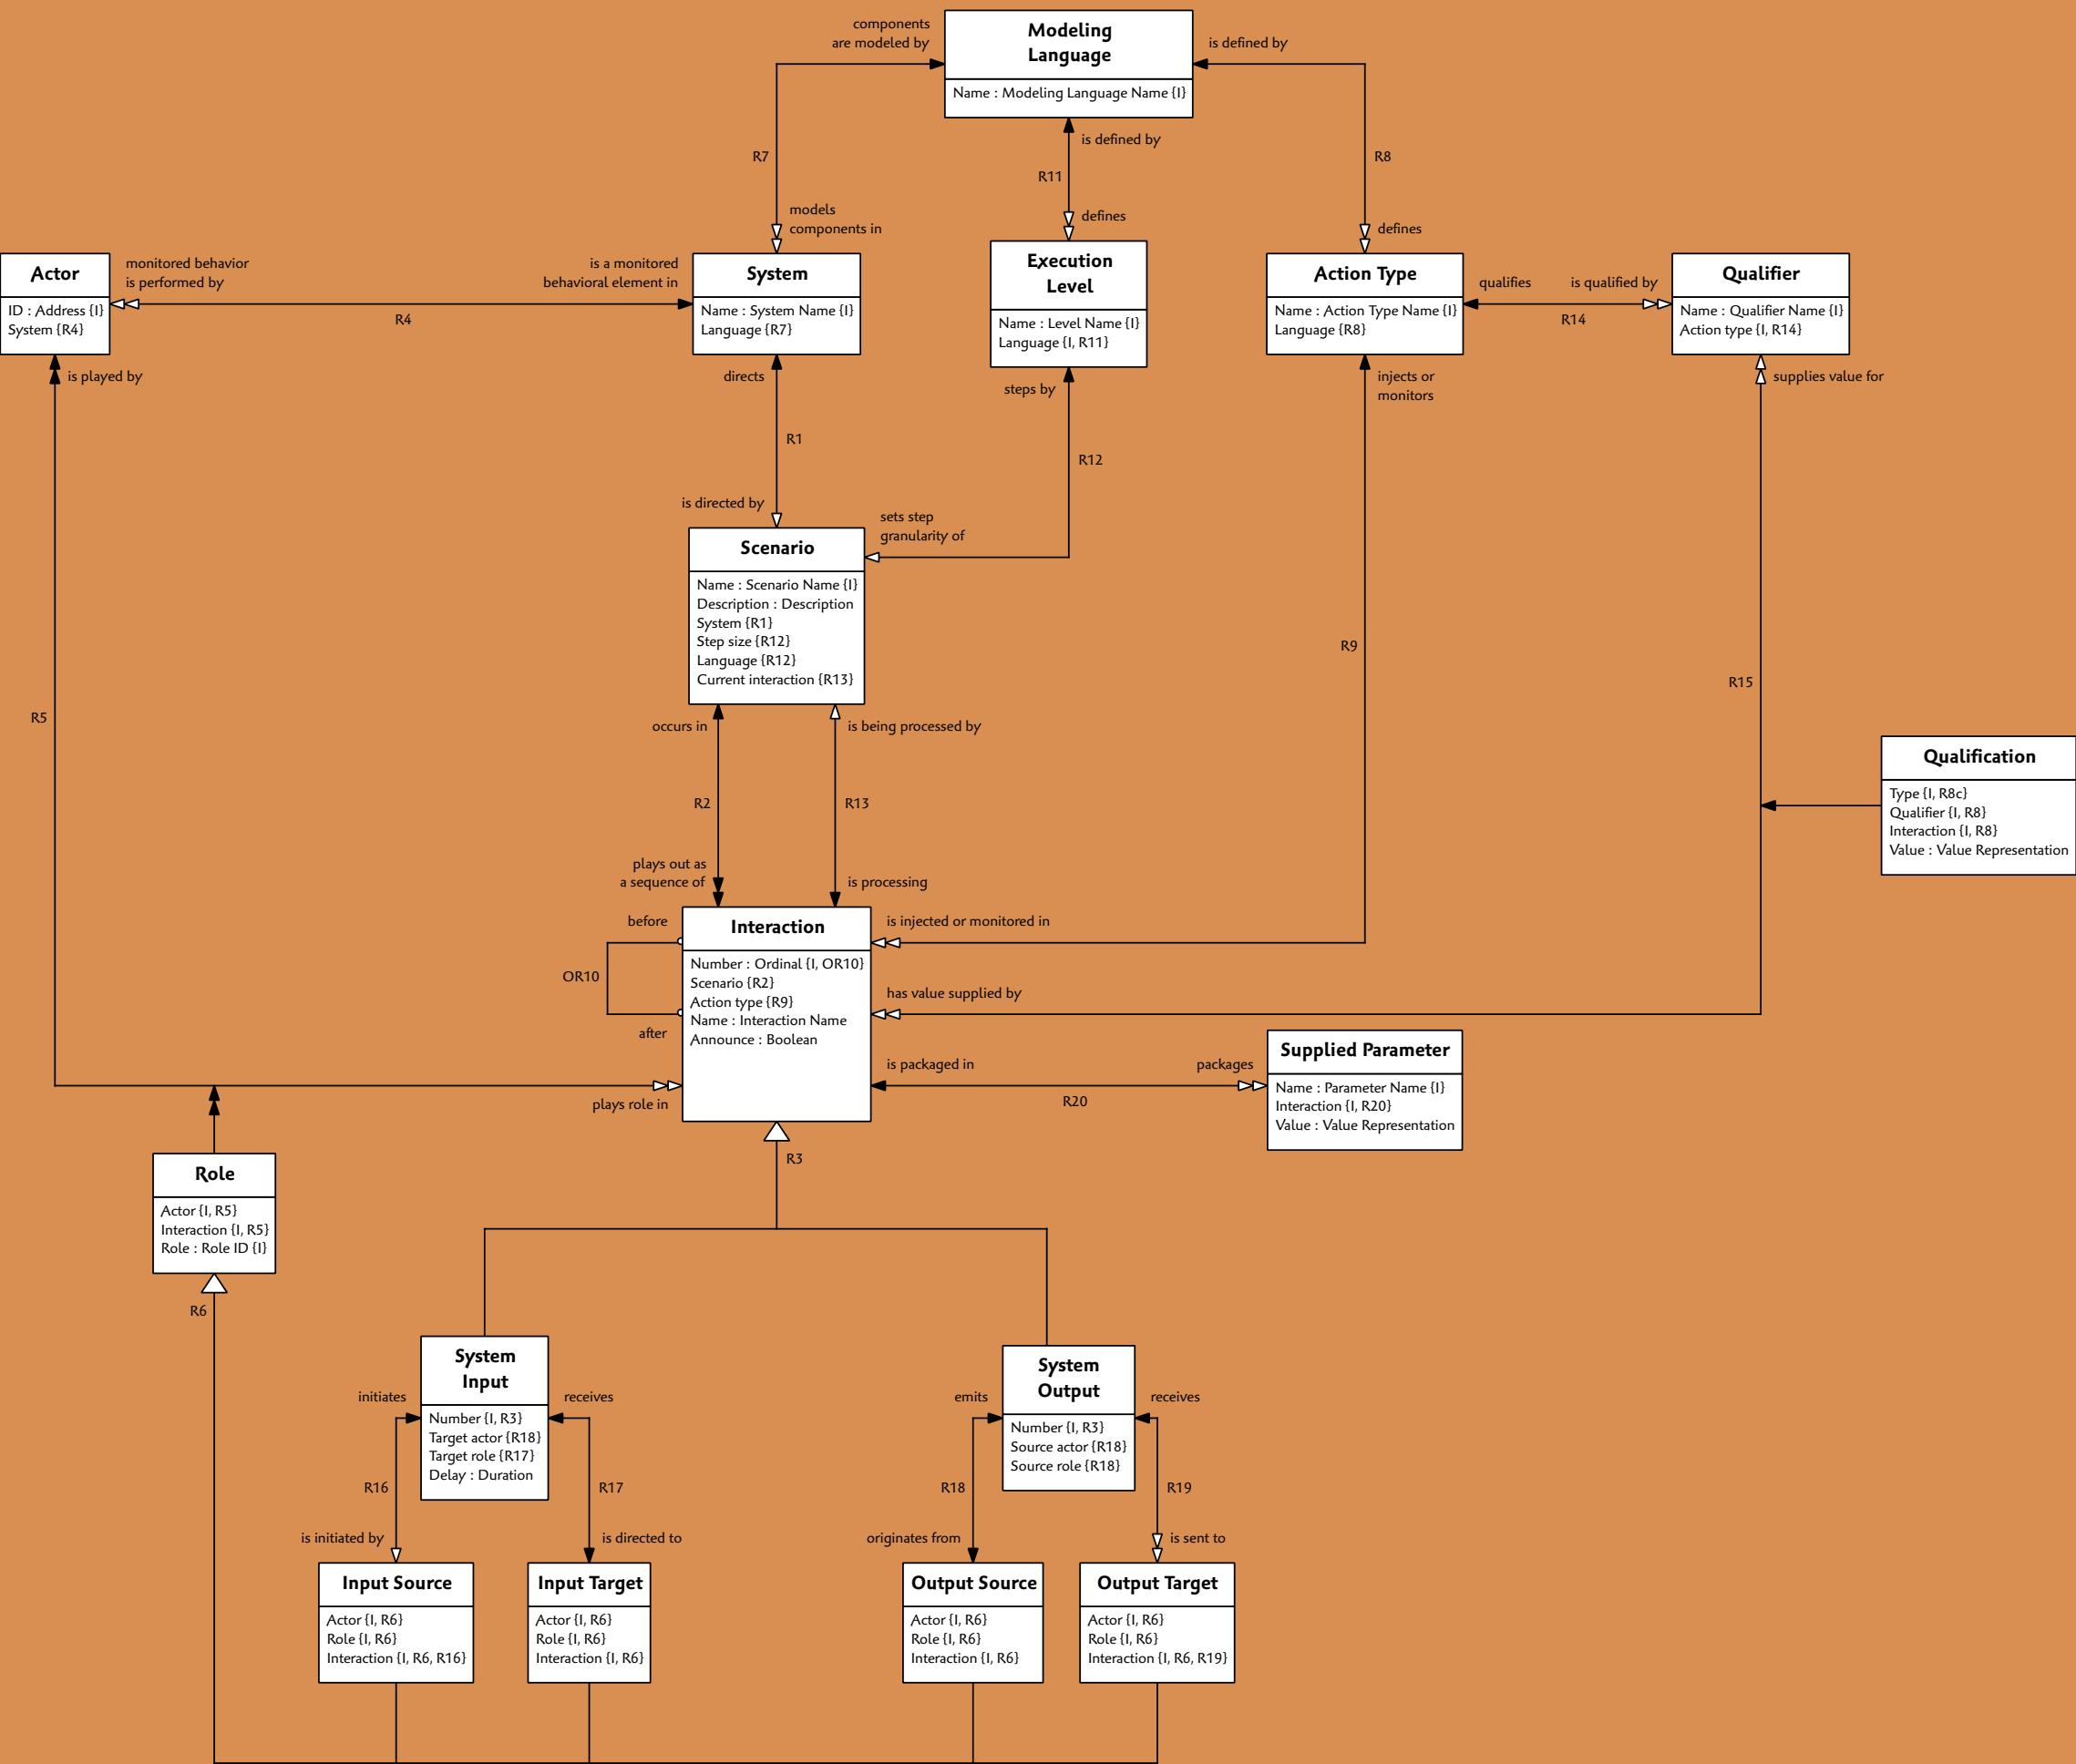 components
are modeled by
Modeling
Language
Name : Modeling Language Name {I}
is defined by
R7
is defined by
R11
R8
models
components in
defines
defines
Actor
ID : Address {I}
System {R4}
monitored behavior
is performed by
R4
is a monitored
behavioral element in
System
Name : System Name {I}
Language {R7}
Execution
Level
Name : Level Name {I}
Language {I, R11}
Action Type
Name : Action Type Name {I}
Language {R8}
qualifies
is qualified by
R14
Qualifier
Name : Qualifier Name {I}
Action type {I, R14}
is played by
directs
steps by
injects or
monitors
supplies value for
R1
R12
is directed by
sets step
granularity of
Scenario
Name : Scenario Name {I}
Description : Description
System {R1}
Step size {R12}
Language {R12}
Current interaction {R13}
R9
R15
R5
occurs in
is being processed by
Qualification
Type {I, R8c}
Qualifier {I, R8}
Interaction {I, R8}
Value : Value Representation
R2
R13
plays out as
a sequence of
is processing
before
OR10
after
Interaction
Number : Ordinal {I, OR10}
Scenario {R2}
Action type {R9}
Name : Interaction Name
Announce : Boolean
is injected or monitored in
has value supplied by
is packaged in
packages
R20
Supplied Parameter
Name : Parameter Name {I}
Interaction {I, R20}
Value : Value Representation
plays role in
R3
Role
Actor {I, R5}
Interaction {I, R5}
Role : Role ID {I}
R6
System
Input
Number {I, R3}
Target actor {R18}
Target role {R17}
Delay : Duration
initiates
receives
R16
R17
is initiated by
is directed to
System
Output
Number {I, R3}
Source actor {R18}
Source role {R18}
emits
receives
R18
R19
originates from
is sent to
Input Source
Actor {I, R6}
Role {I, R6}
Interaction {I, R6, R16}
Input Target
Actor {I, R6}
Role {I, R6}
Interaction {I, R6}
Output Source
Actor {I, R6}
Role {I, R6}
Interaction {I, R6}
Output Target
Actor {I, R6}
Role {I, R6}
Interaction {I, R6, R19}